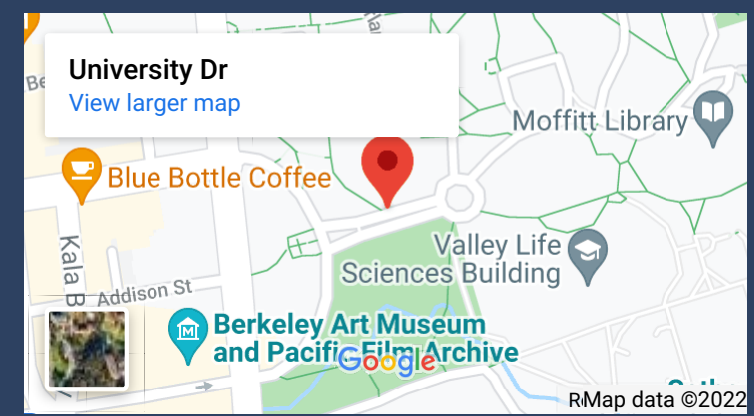 University Dr
View larger map
Moffitt Library
Blue Bottle Coffee
Valley Life
Sciences Building
Kala B
Addison St
Berkeley Art Museum
and Pacific Film Archive
Google
Map data ©2022